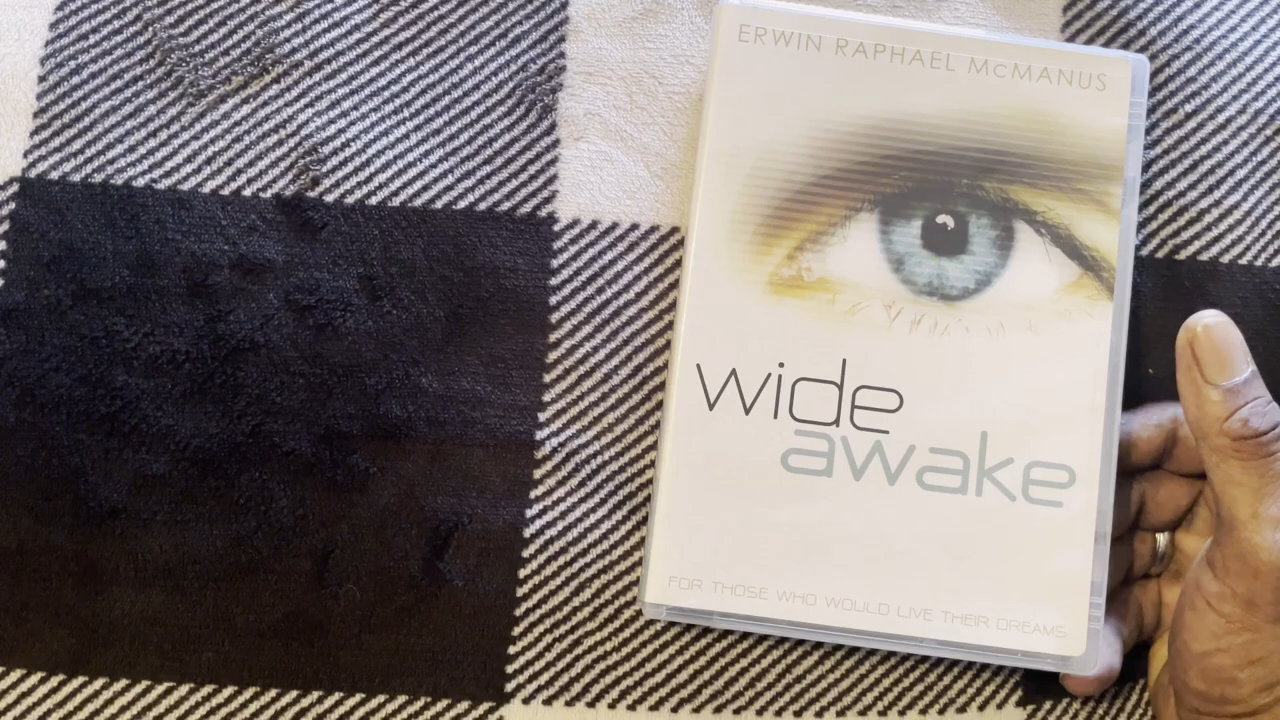 ERWIN RAPHAEL McMANUS
wide
awake
FOR THOSE WHO WOULD LIVE THEIR DREAMS